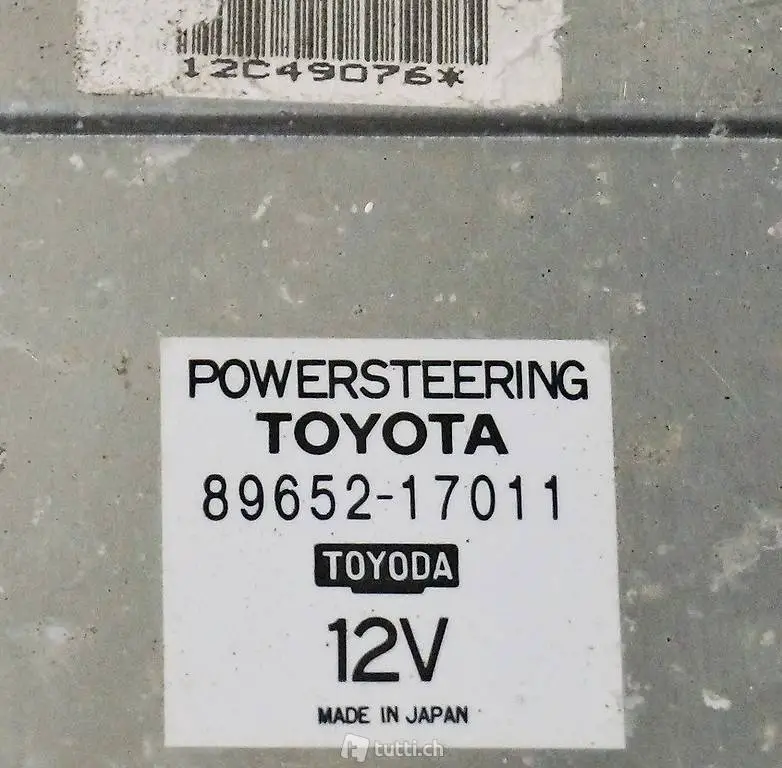 12C49076*
POWERSTEERING
TOYOTA
89652-17011
TOYODA
12V
MADE IN JAPAN
tutti.ch